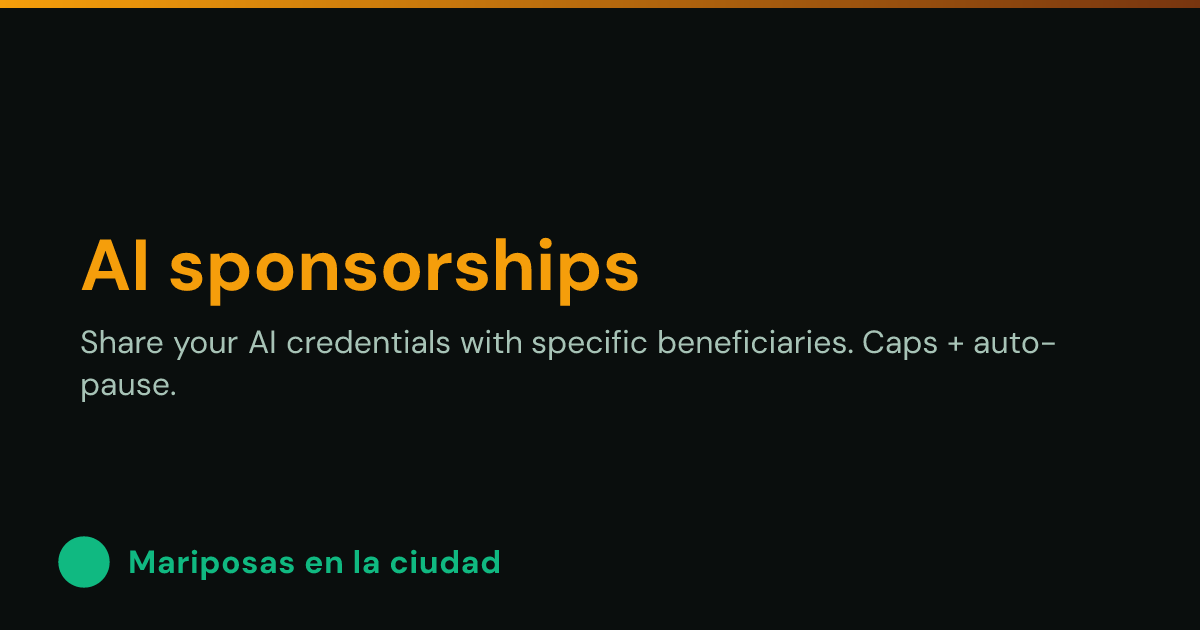 AI sponsorships
Share your AI credentials with specific beneficiaries. Caps + auto-
pause.
Mariposas en la ciudad